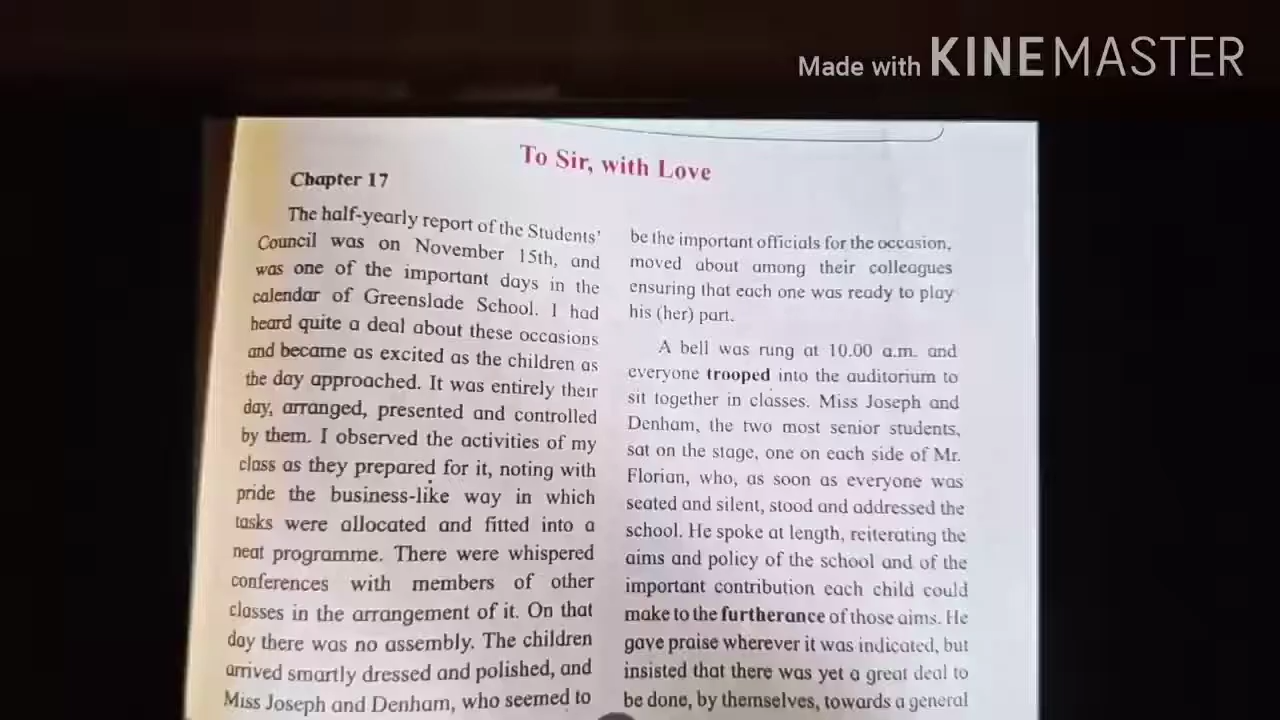 Made with KINEMASTER
To Sir, with Love
Chapter 17
The half-yearly report of the Students'
Council was on November 15th, and
was one of the important days in the
calendar of Greenslade School. I had
heard quite a deal about these occasions
and became as excited as the children as
the day approached. It was entirely their
day, arranged, presented and controlled
by them. I observed the activities of my
class as they prepared for it, noting with
pride the business-like way in which
tasks were allocated and fitted into a
neat programme. There were whispered
conferences with members of other
classes in the arrangement of it. On that
day there was no assembly. The children
arrived smartly dressed and polished, and
Miss Joseph and Denham, who seemed to
be the important officials for the occasion,
moved about among their colleagues
ensuring that each one was ready to play
his (her) part.
A bell was rung at 10.00 a.m. and
everyone trooped into the auditorium to
sit together in classes. Miss Joseph and
Denham, the two most senior students,
sat on the stage, one on each side of Mr.
Florian, who, as soon as everyone was
seated and silent, stood and addressed the
school. He spoke at length, reiterating the
aims and policy of the school and of the
important contribution each child could
make to the furtherance of those aims. He
gave praise wherever it was indicated, but
insisted that there was yet a great deal to
be done, by themselves, towards a general